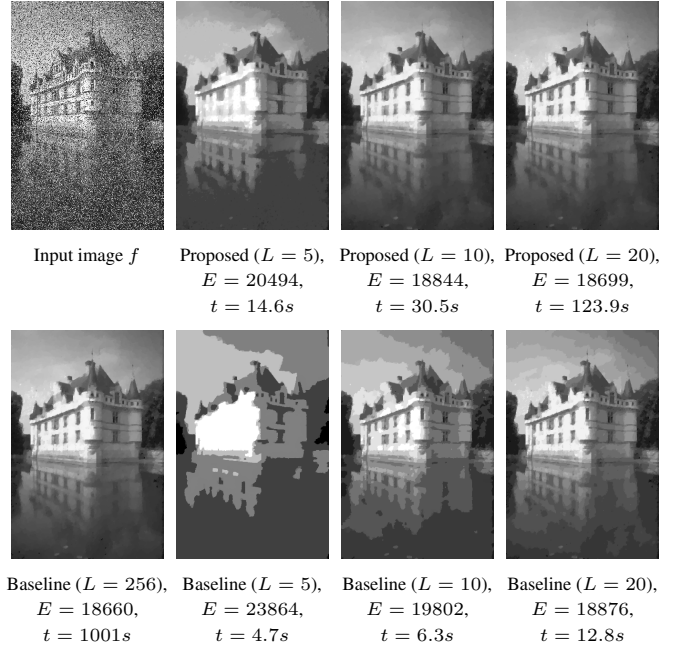 Input image f
Proposed (L = 5),
E = 20494,
t = 14.6s
Proposed (L = 10),
E = 18844,
t = 30.5s
Proposed (L = 20),
E = 18699,
t = 123.9s
Baseline (L = 256),
E = 18660,
t = 1001s
Baseline (L = 5),
E = 23864,
t = 4.7s
Baseline (L = 10),
E = 19802,
t = 6.3s
Baseline (L = 20),
E = 18876,
t = 12.8s